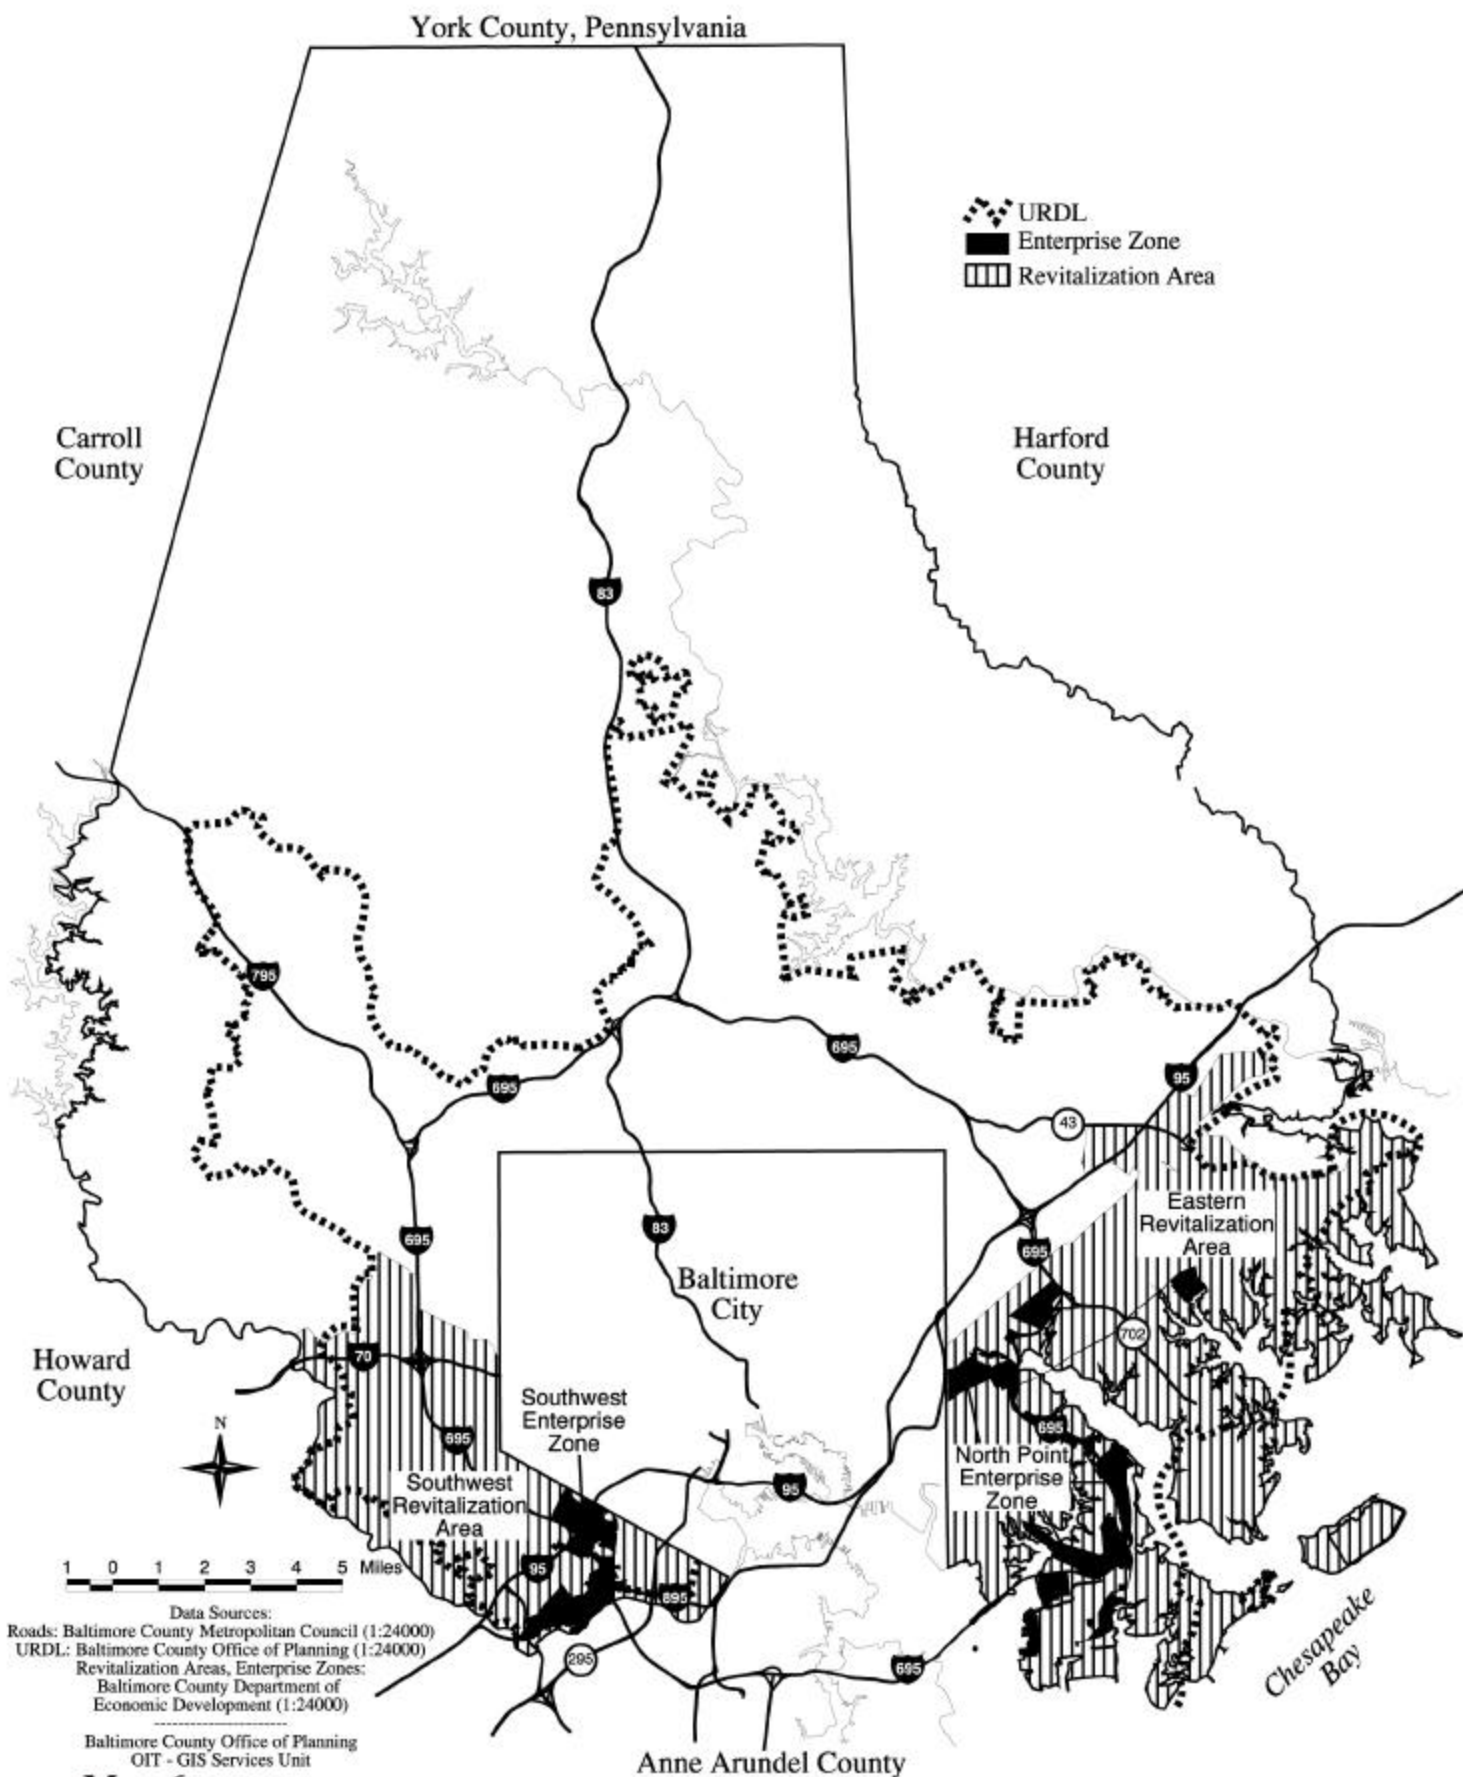 York County, Pennsylvania
URDL
Enterprise Zone
Revitalization Area
Carroll
County
Harford
County
83
795
695
695
95
43
Eastern
Revitalization
Area
695
83
695
Baltimore
City
702
70
Howard
County
N
Southwest
Enterprise
Zone
695
695
North Point
Enterprise
Zone
Southwest
Revitalization
Area
95
95
895
1 0 1 2 3 4 5 Miles
Data Sources:
Roads: Baltimore County Metropolitan Council (1:24000)
URDL: Baltimore County Office of Planning (1:24000)
Revitalization Areas, Enterprise Zones:
Baltimore County Department of
Economic Development (1:24000)
295
695
Chesapeake
Bay
Baltimore County Office of Planning
OIT - GIS Services Unit
Anne Arundel County